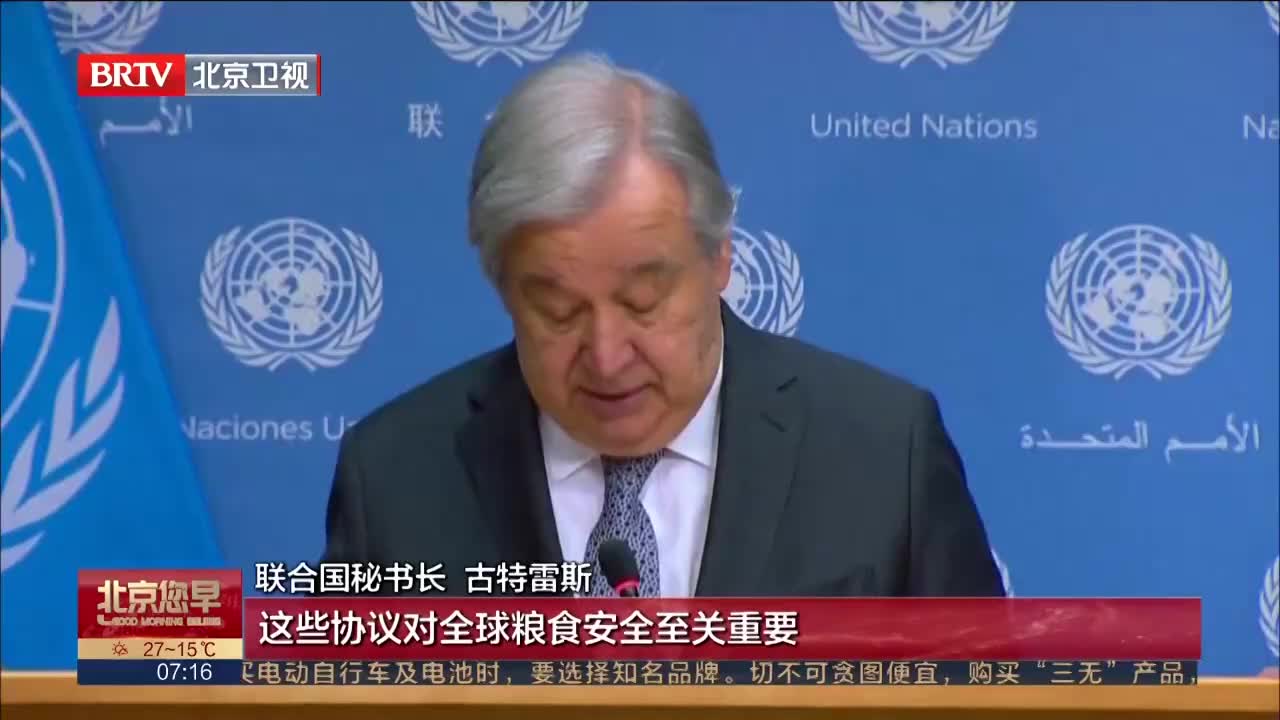 BRTV 北京卫视
الأمم
联
United Nations
Na
Naciones U
الأمم المتحدة
联合国秘书长 古特雷斯
北京您早
GOOD MORNING BEIJING
这些协议对全球粮食安全至关重要
27~15℃
07:16
买电动自行车及电池时,要选择知名品牌。切不可贪图便宜,购买“三无”产品,